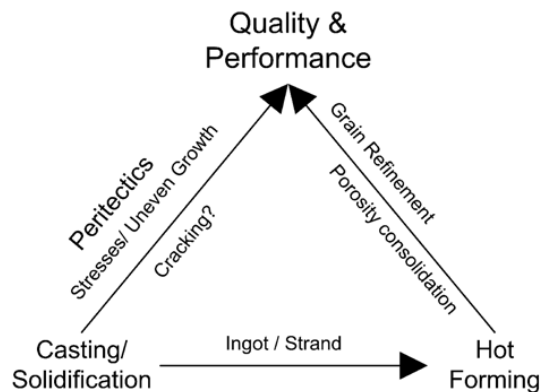 Quality &
Performance
Peritectics
Stresses/ Uneven Growth
Cracking?
Grain Refinement
Porosity consolidation
Casting/
Solidification
Ingot / Strand
Hot
Forming